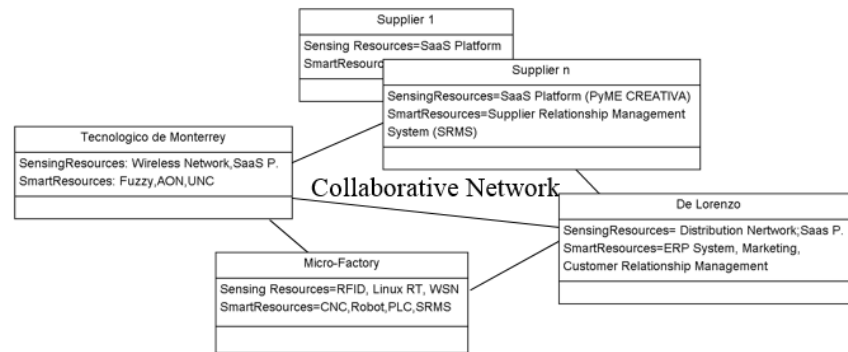 Supplier 1
Sensing Resources=SaaS Platform
SmartResourc
Supplier n
SensingResources=SaaS Platform (PyME CREATIVA)
SmartResources=Supplier Relationship Management
System (SRMS)
Tecnologico de Monterrey
SensingResources: Wireless Network,SaaS P.
SmartResources: Fuzzy,AON,UNC
Collaborative Network
De Lorenzo
SensingResources= Distribution Nertwork;Saas P.
SmartResources=ERP System, Marketing,
Customer Relationship Management
Micro-Factory
Sensing Resources=RFID, Linux RT, WSN
SmartResources=CNC,Robot,PLC,SRMS